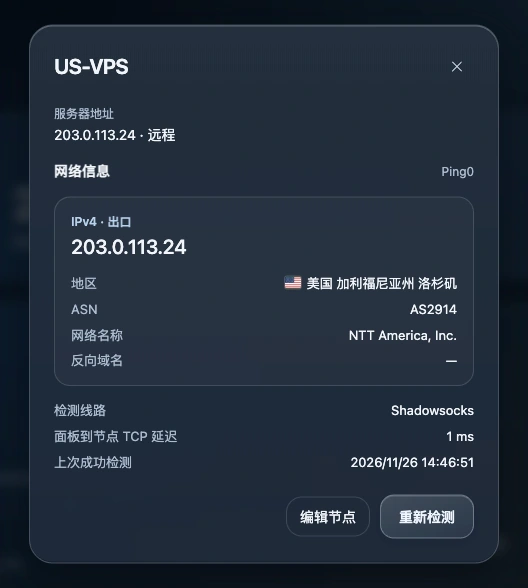 US-VPS
服务器地址
203.0.113.24 · 远程
网络信息 Ping0
IPv4 · 出口
203.0.113.24
地区 美国 加利福尼亚州 洛杉矶
ASN AS2914
网络名称 NTT America, Inc.
反向域名 —
检测线路 Shadowsocks
面板到节点 TCP 延迟 1 ms
上次成功检测 2026/11/26 14:46:51
编辑节点 重新检测